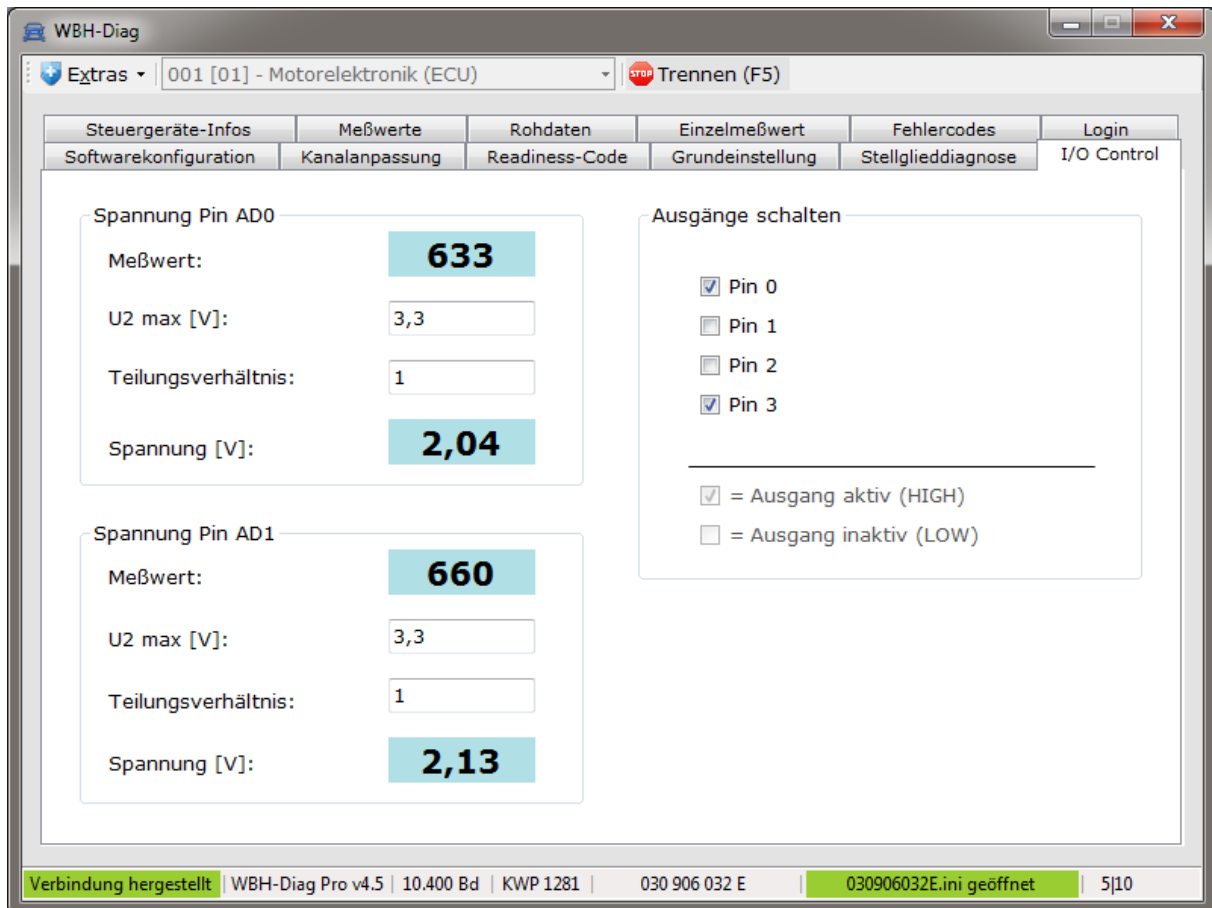 WBH-Diag
Extras 001 [01] - Motorelektronik (ECU) STOP Trennen (F5)
Steuergeräte-Infos Meßwerte Rohdaten Einzelmeßwert Fehlercodes Login
Softwarekonfiguration Kanalanpassung Readiness-Code Grundeinstellung Stellglieddiagnose I/O Control
Spannung Pin AD0
Meßwert: 633
U2 max [V]: 3,3
Teilungsverhältnis: 1
Spannung [V]: 2,04
Spannung Pin AD1
Meßwert: 660
U2 max [V]: 3,3
Teilungsverhältnis: 1
Spannung [V]: 2,13
Ausgänge schalten
Pin 0
Pin 1
Pin 2
Pin 3
= Ausgang aktiv (HIGH)
= Ausgang inaktiv (LOW)
Verbindung hergestellt | WBH-Diag Pro v4.5 | 10.400 Bd | KWP 1281 | 030 906 032 E | 030906032E.ini geöffnet | 5|10